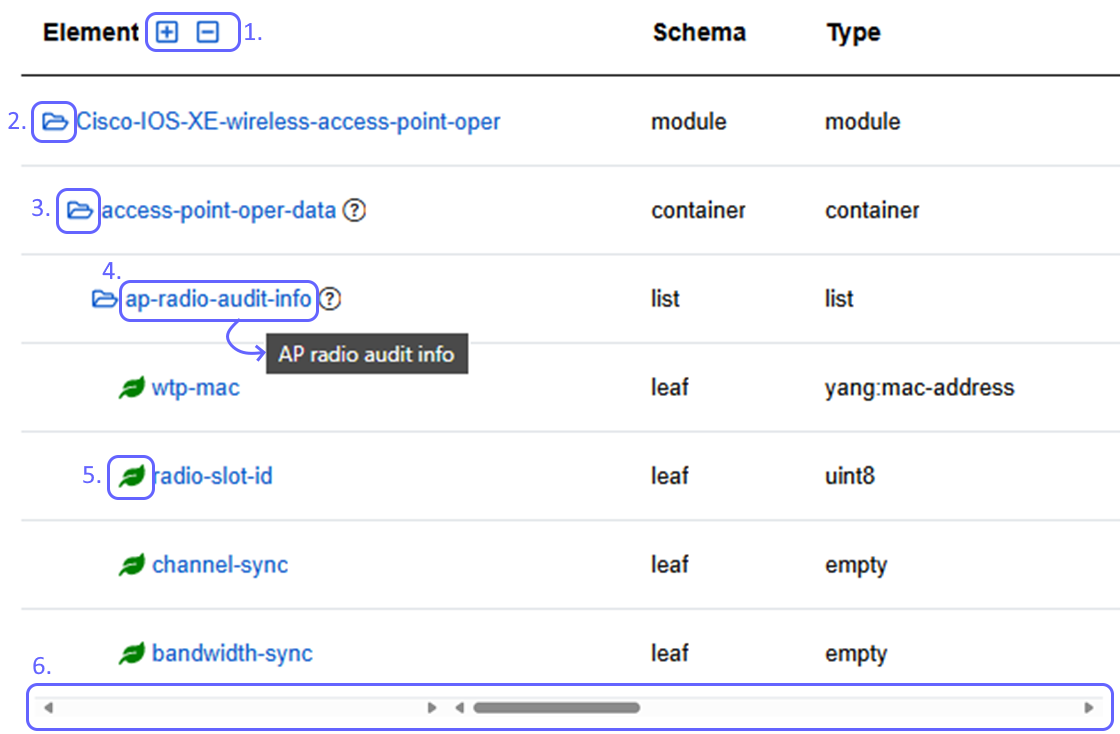 Element 1. Schema Type
2. Cisco-IOS-XE-wireless-access-point-oper module module
3. access-point-oper-data ? container container
4.
ap-radio-audit-info ? list list
AP radio audit info
wtp-mac leaf yang:mac-address
5. radio-slot-id leaf uint8
channel-sync leaf empty
bandwidth-sync leaf empty
6.